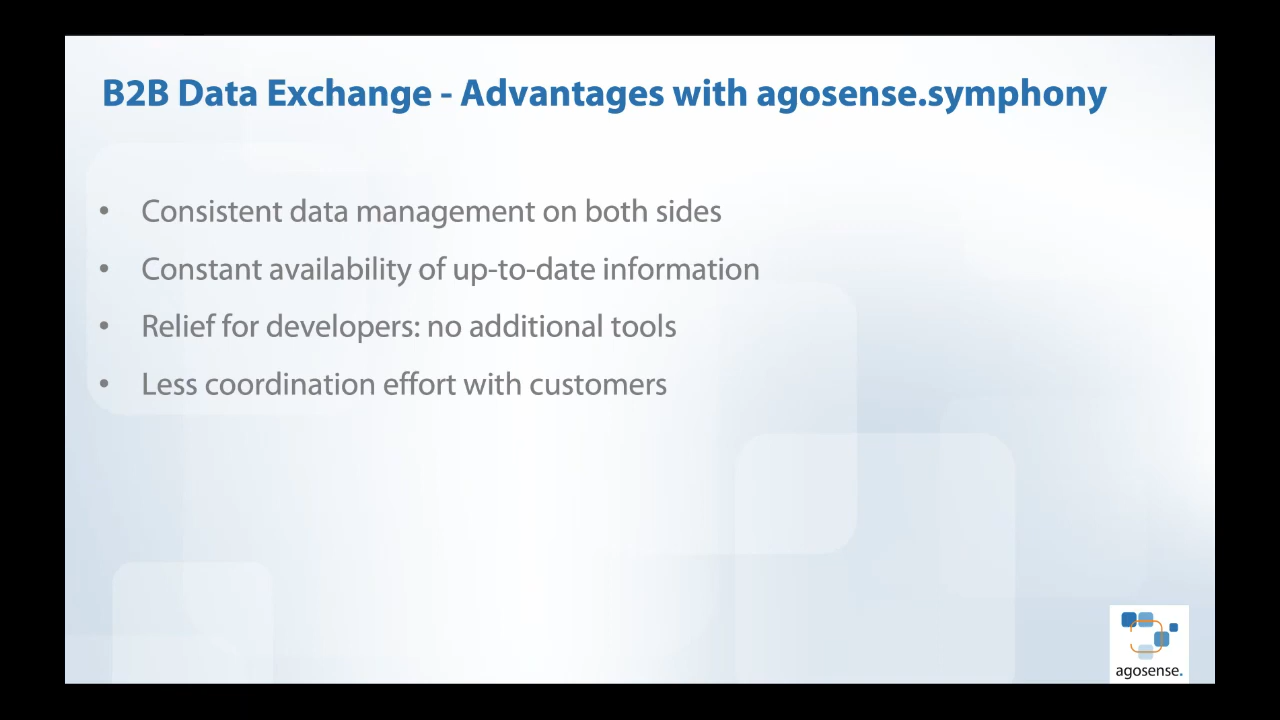 B2B Data Exchange - Advantages with agosense.symphony
• Consistent data management on both sides
• Constant availability of up-to-date information
• Relief for developers: no additional tools
• Less coordination effort with customers
agosense.